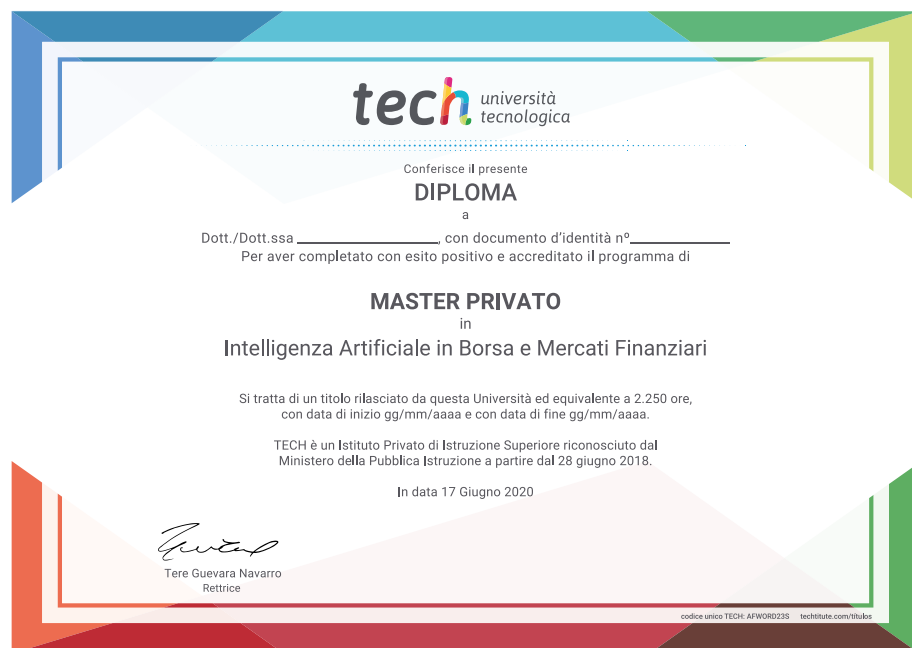 tech università
tecnologica
Conferisce il presente
DIPLOMA
a
Dott./Dott.ssa ____________________, con documento d'identità nº______________
Per aver completato con esito positivo e accreditato il programma di
MASTER PRIVATO
in
Intelligenza Artificiale in Borsa e Mercati Finanziari
Si tratta di un titolo rilasciato da questa Università ed equivalente a 2.250 ore,
con data di inizio gg/mm/aaaa e con data di fine gg/mm/aaaa.
TECH è un Istituto Privato di Istruzione Superiore riconosciuto dal
Ministero della Pubblica Istruzione a partire dal 28 giugno 2018.
In data 17 Giugno 2020
Tere Guevara Navarro
Rettrice
codice unico TECH: AFWORD23S techtitute.com/titulos